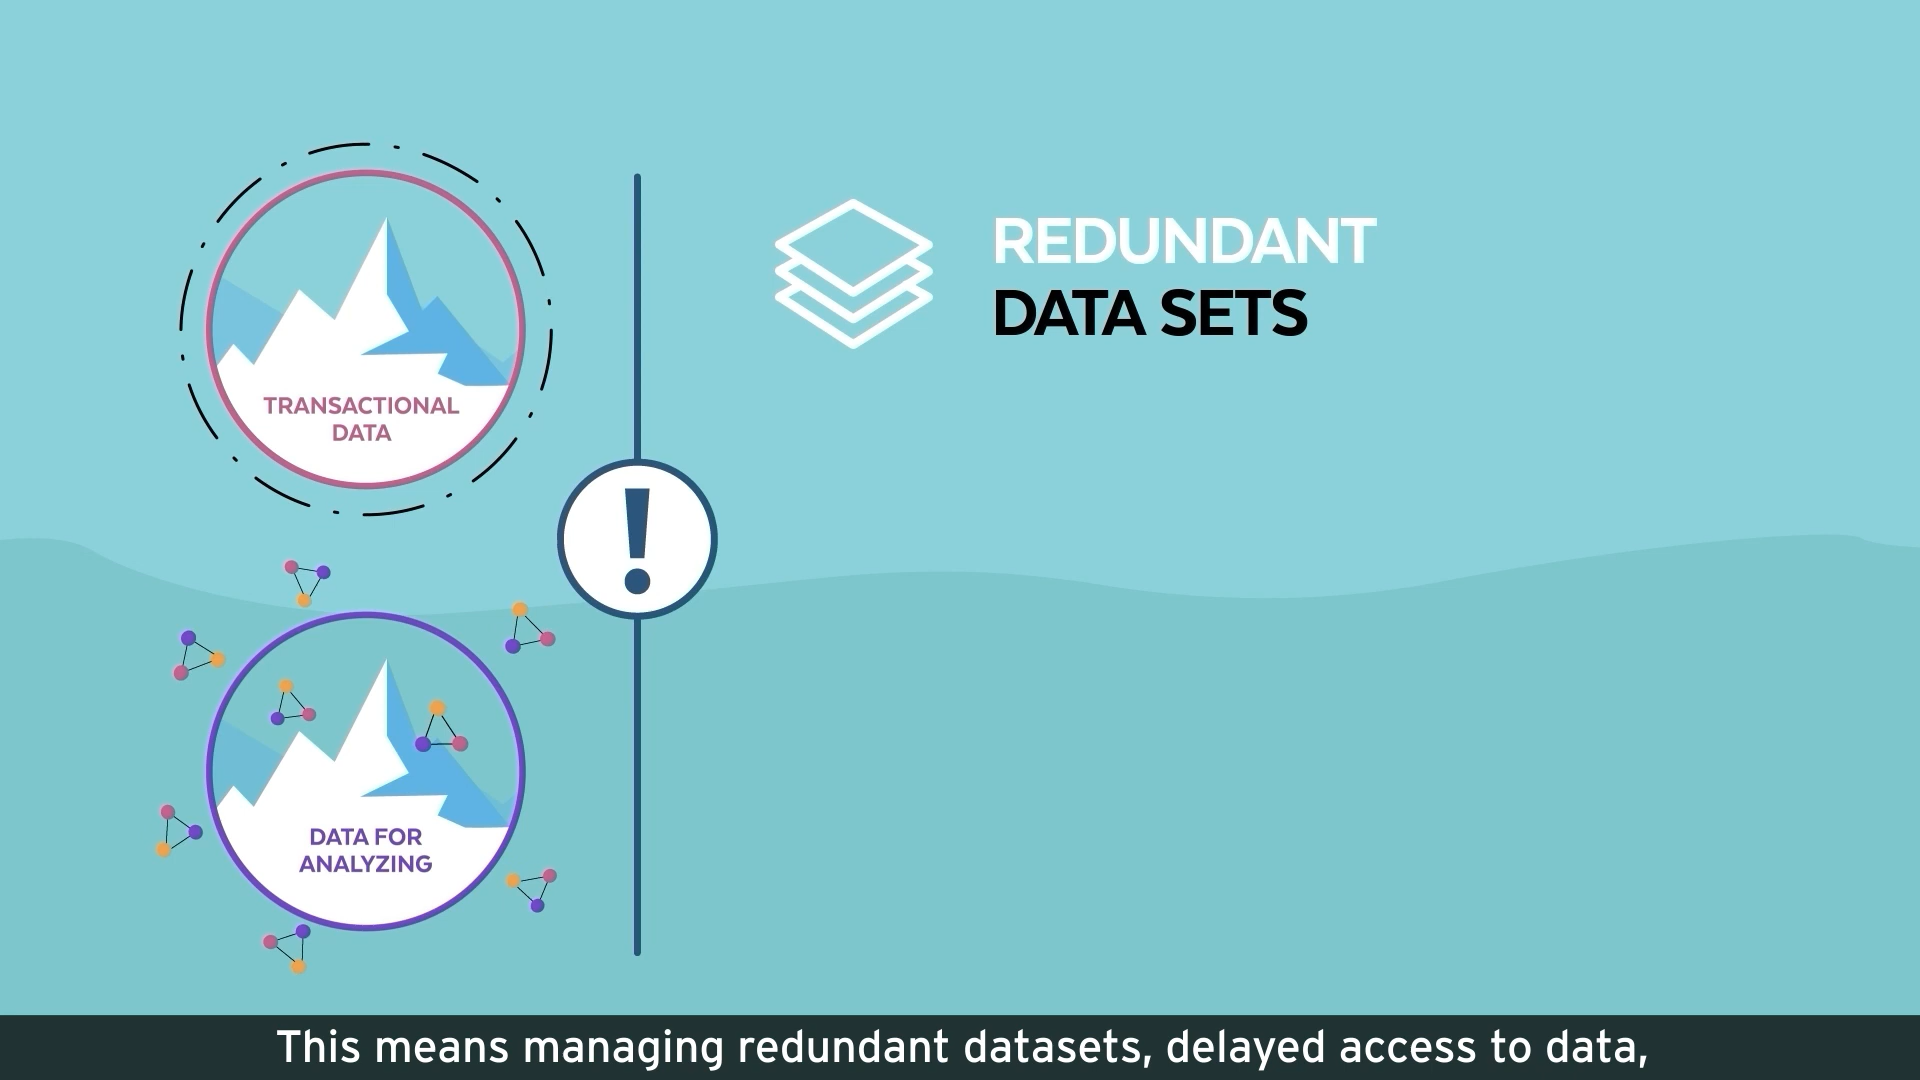 TRANSACTIONAL
DATA
REDUNDANT
DATA SETS
!
DATA FOR
ANALYZING
This means managing redundant datasets, delayed access to data,